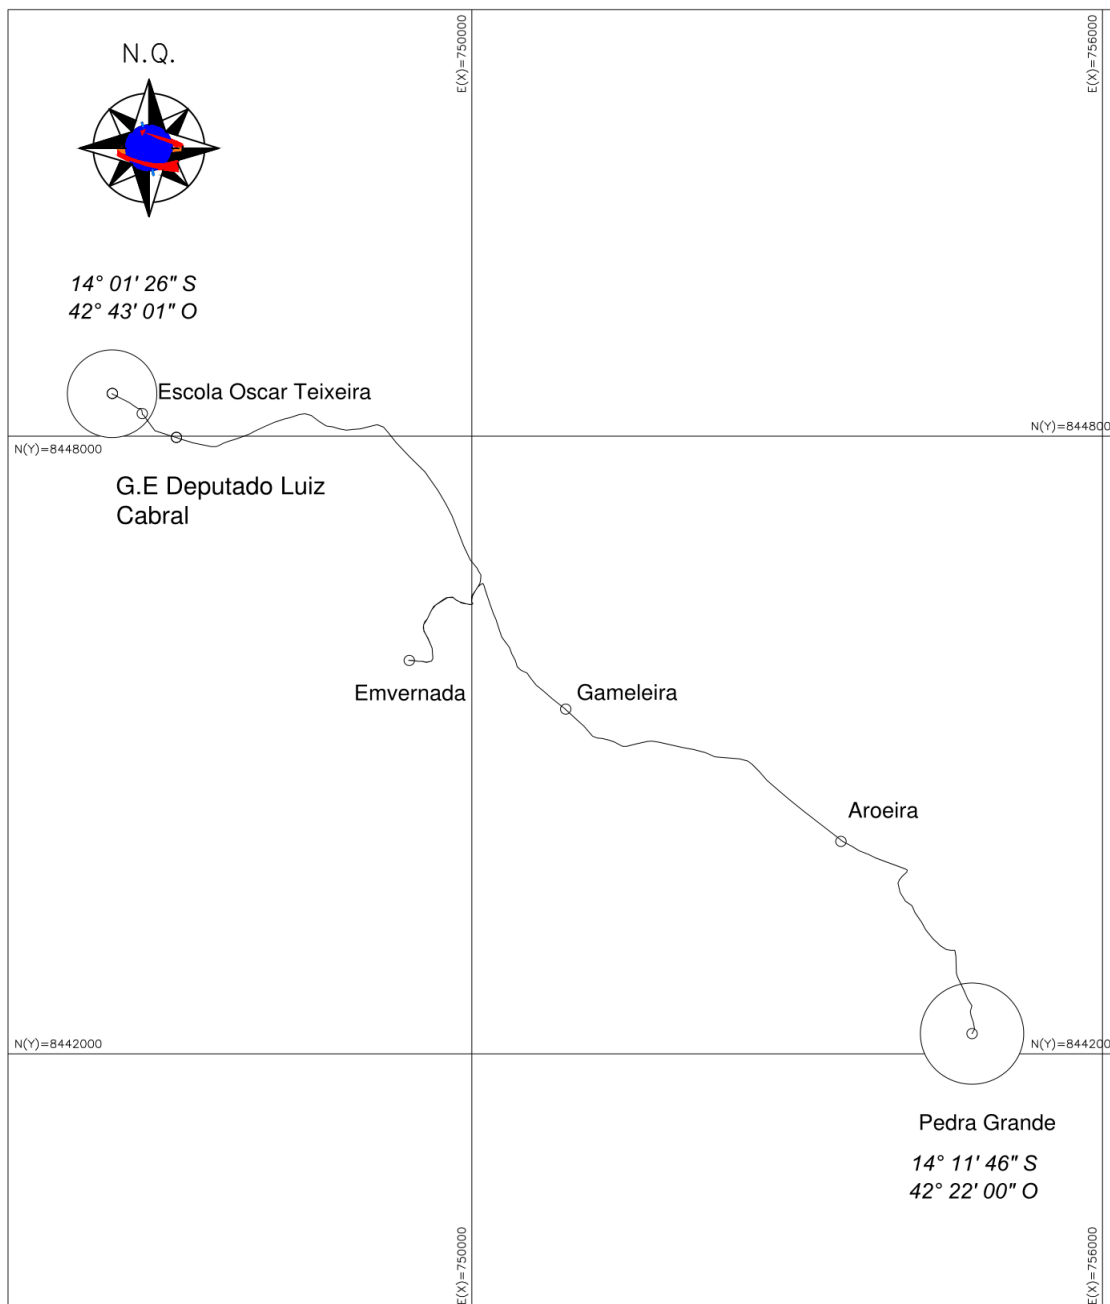 E(X)=750000
E(X)=756000
N.Q.
14° 01' 26" S
42° 43' 01" O
Escola Oscar Teixeira
N(Y)=844800
N(Y)=8448000
G.E Deputado Luiz
Cabral
Emvernada
Gameleira
Aroeira
N(Y)=8442000
N(Y)=844200
Pedra Grande
14° 11' 46" S
42° 22' 00" O
E(X)=750000
E(X)=756000